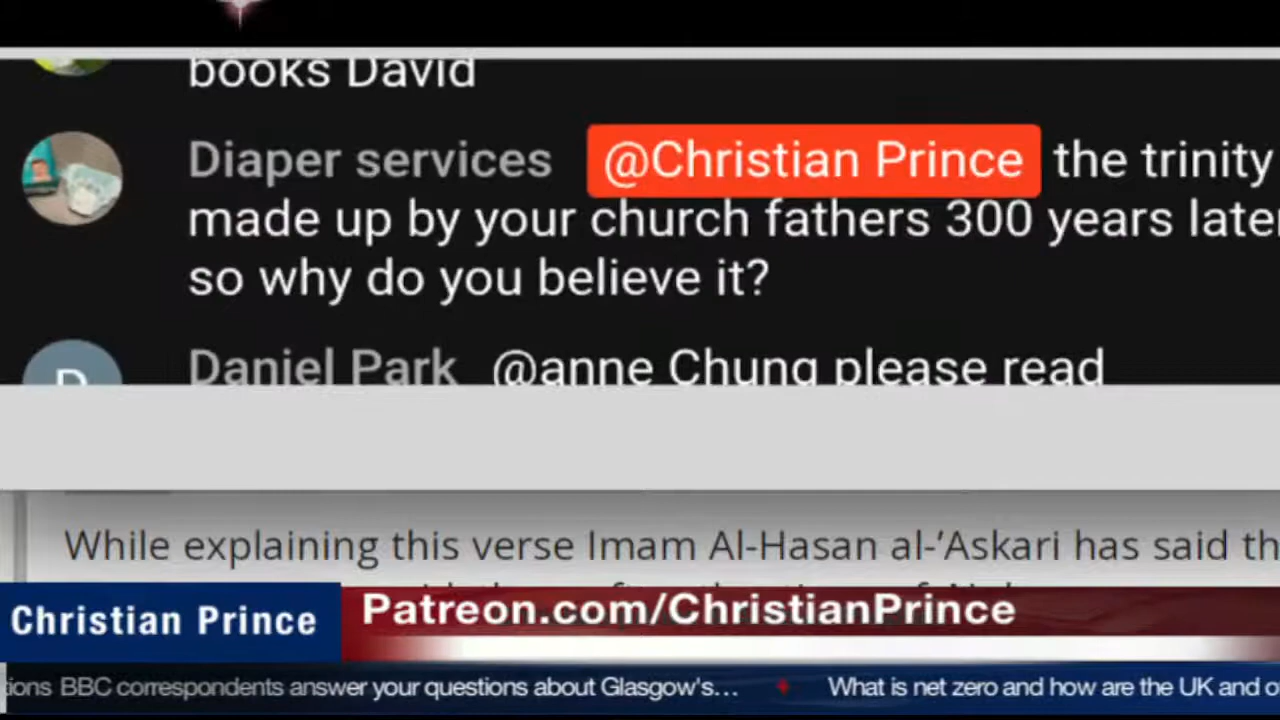 books David
Diaper services @Christian Prince the trinity
made up by your church fathers 300 years later
so why do you believe it?
D
Daniel Park @anne Chung please read
While explaining this verse Imam Al-Hasan al-'Askari has said th
Christian Prince
Patreon.com/ChristianPrince
ions BBC correspondents answer your questions about Glasgow's... What is net zero and how are the UK and o